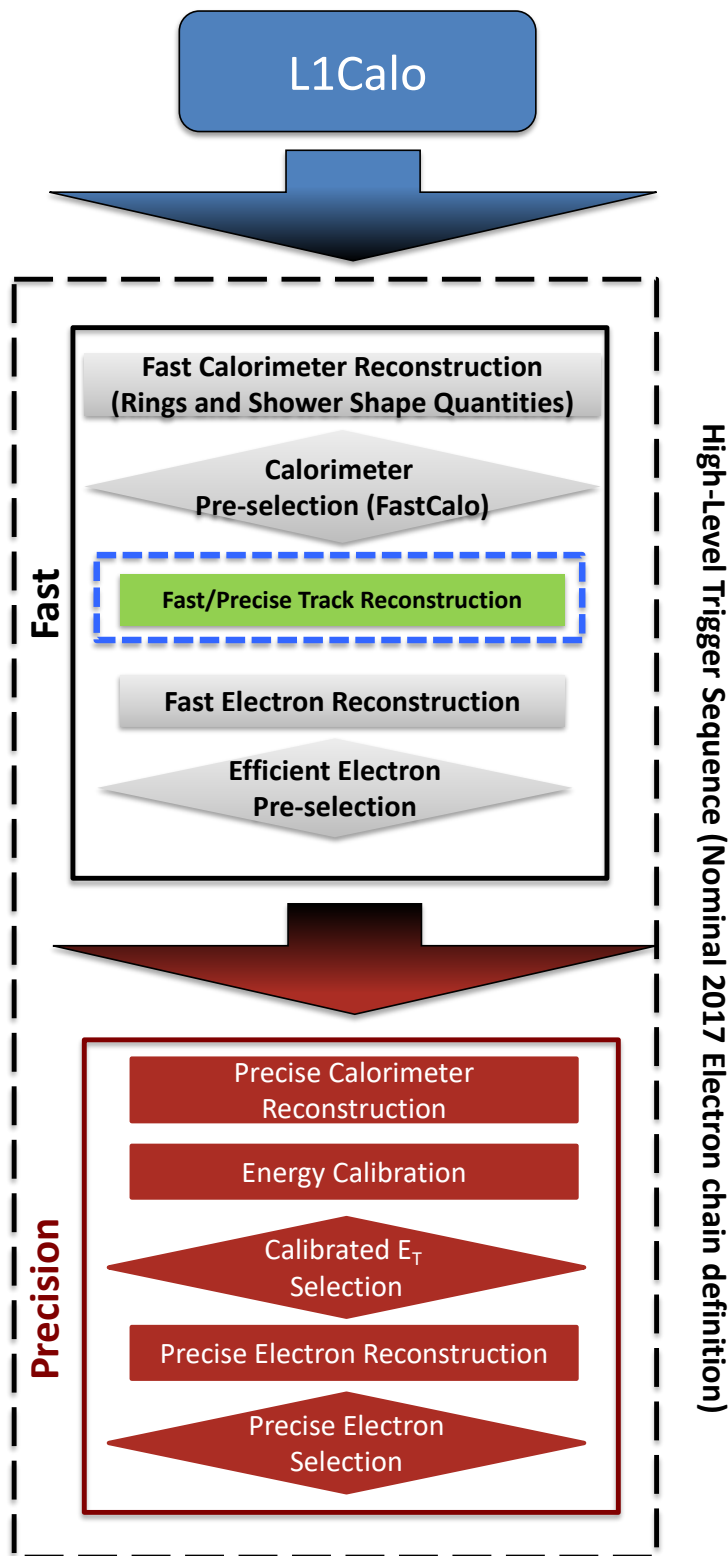 L1Calo
Fast Calorimeter Reconstruction
(Rings and Shower Shape Quantities)
Calorimeter
Pre-selection (FastCalo)
Fast/Precise Track Reconstruction
Fast Electron Reconstruction
Efficient Electron
Pre-selection
Fast
Precise Calorimeter
Reconstruction
Energy Calibration
Calibrated E_T
Selection
Precise Electron Reconstruction
Precise Electron
Selection
Precision
High-Level Trigger Sequence (Nominal 2017 Electron chain definition)